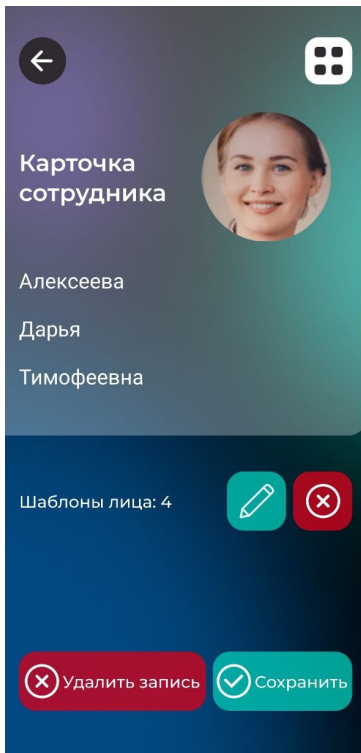 Карточка
сотрудника
Алексеева
Дарья
Тимофеевна
Шаблоны лица: 4
Удалить запись
Сохранить